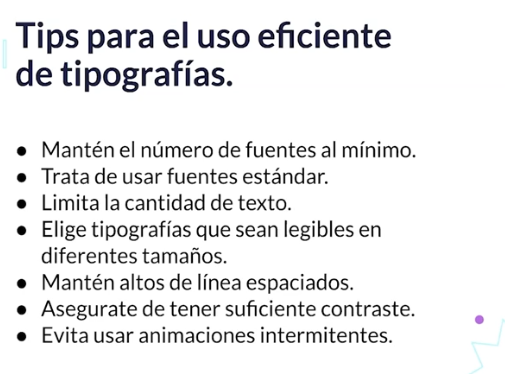 Tips para el uso eficiente
de tipografías.
● Mantén el número de fuentes al mínimo.
● Trata de usar fuentes estándar.
● Limita la cantidad de texto.
● Elige tipografías que sean legibles en
diferentes tamaños.
● Mantén altos de línea espaciados.
● Asegurate de tener suficiente contraste.
● Evita usar animaciones intermitentes.